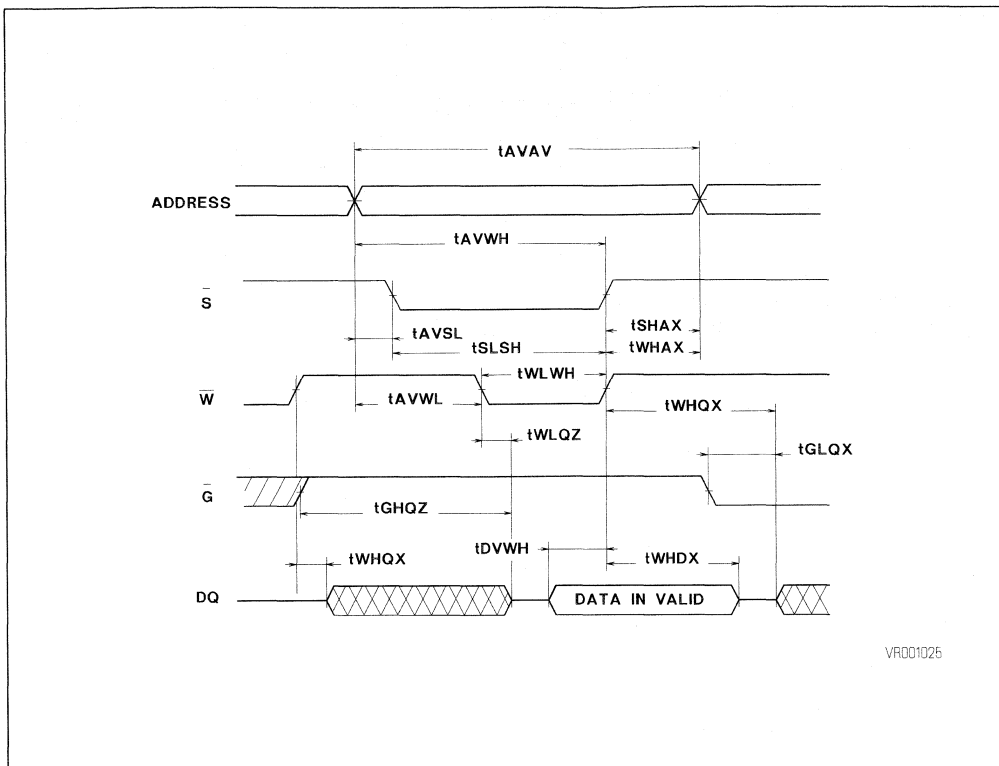 tAVAV
ADDRESS
tAVWH
S̅
tAVSL
tSHAX
tSLSH
tWHAX
tWLWH
W̅
tAVWL
tWHQX
tWLQZ
tGLQX
G̅
tGHQZ
tDVWH
tWHQX
tWHDX
DQ
DATA IN VALID
VR001025